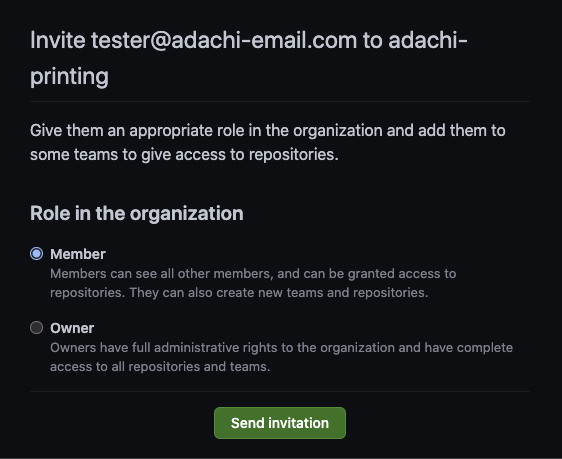 Invite tester@adachi-email.com to adachi-
printing
Give them an appropriate role in the organization and add them to
some teams to give access to repositories.
Role in the organization
Member
Members can see all other members, and can be granted access to
repositories. They can also create new teams and repositories.
Owner
Owners have full administrative rights to the organization and have complete
access to all repositories and teams.
Send invitation